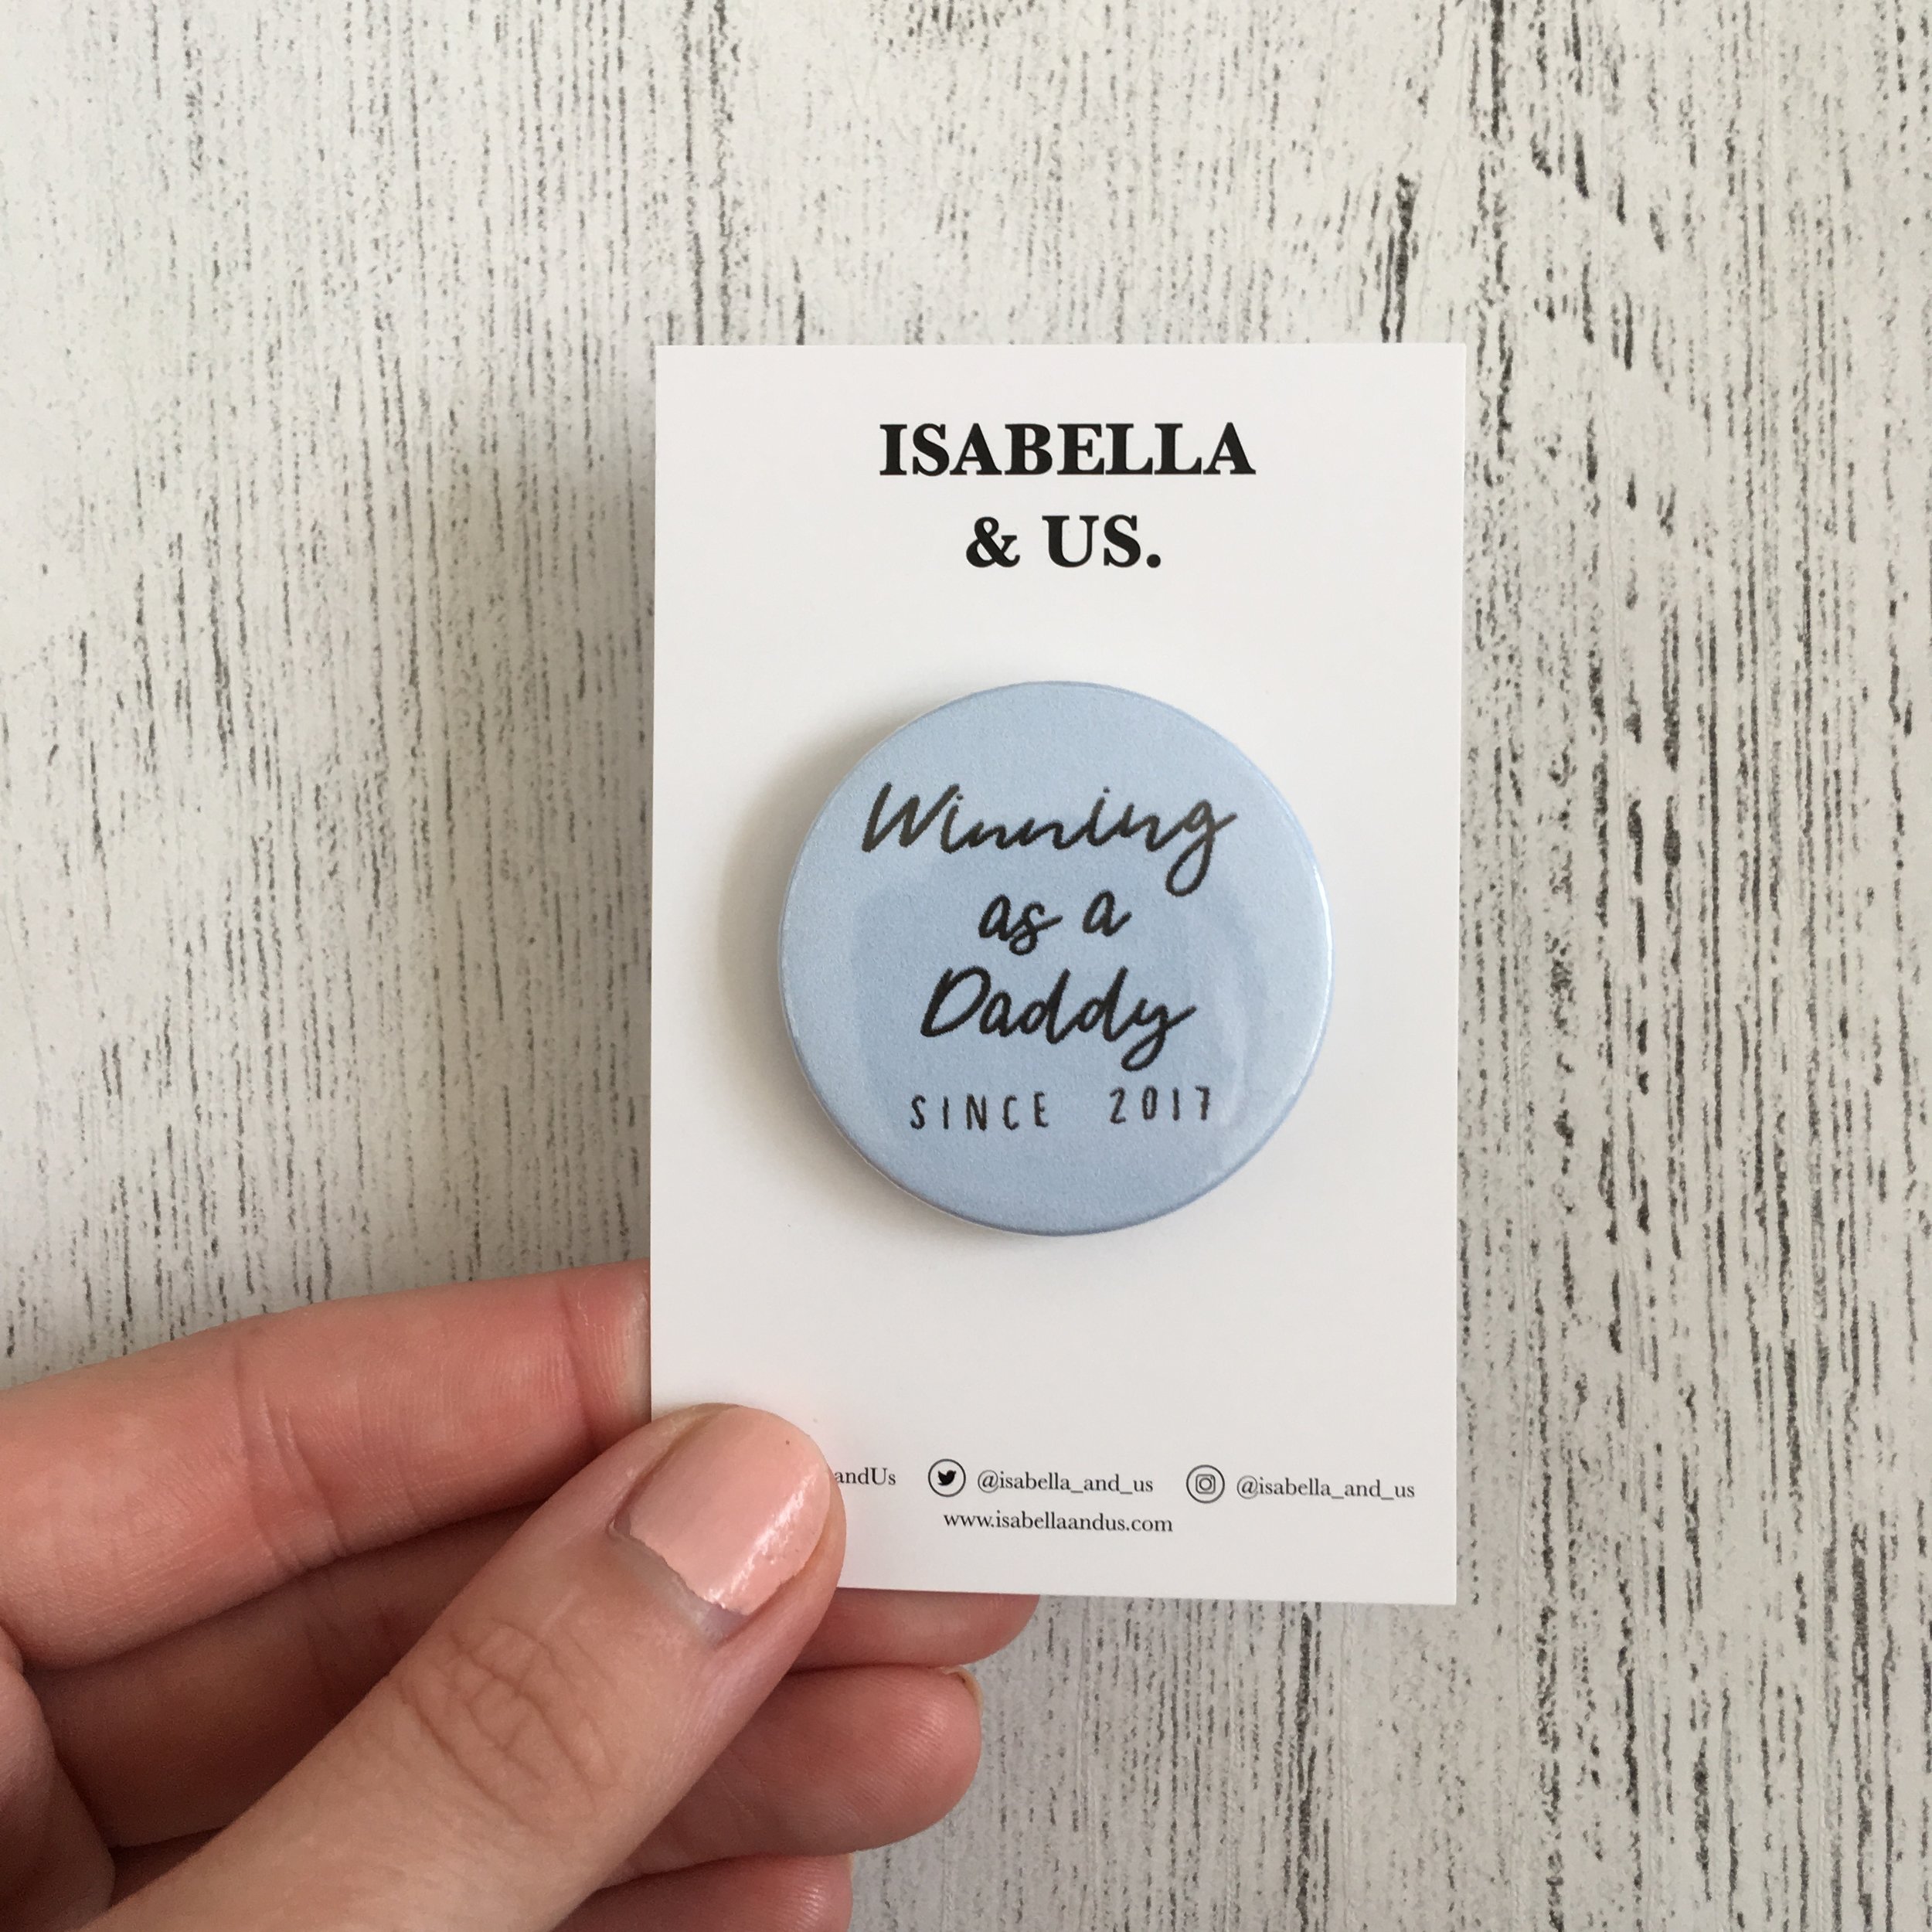 ISABELLA
& US.
Winning
as a
Daddy
SINCE 2017
andUs @isabella_and_us @isabella_and_us
www.isabellaandus.com